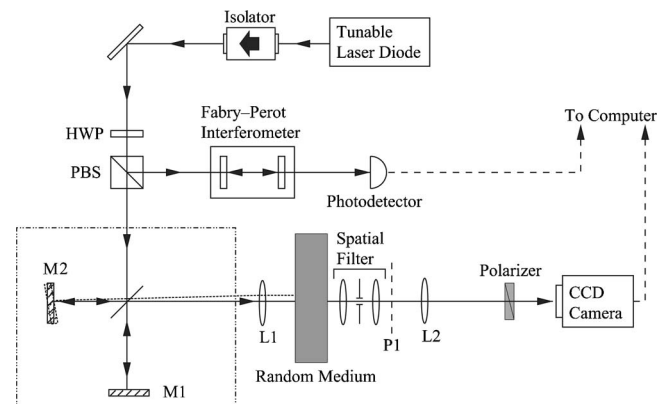 Isolator
Tunable
Laser Diode
HWP
Fabry–Perot
Interferometer
To Computer
PBS
Photodetector
M2
Spatial
Filter
Polarizer
CCD
Camera
L1
P1
L2
Random Medium
M1